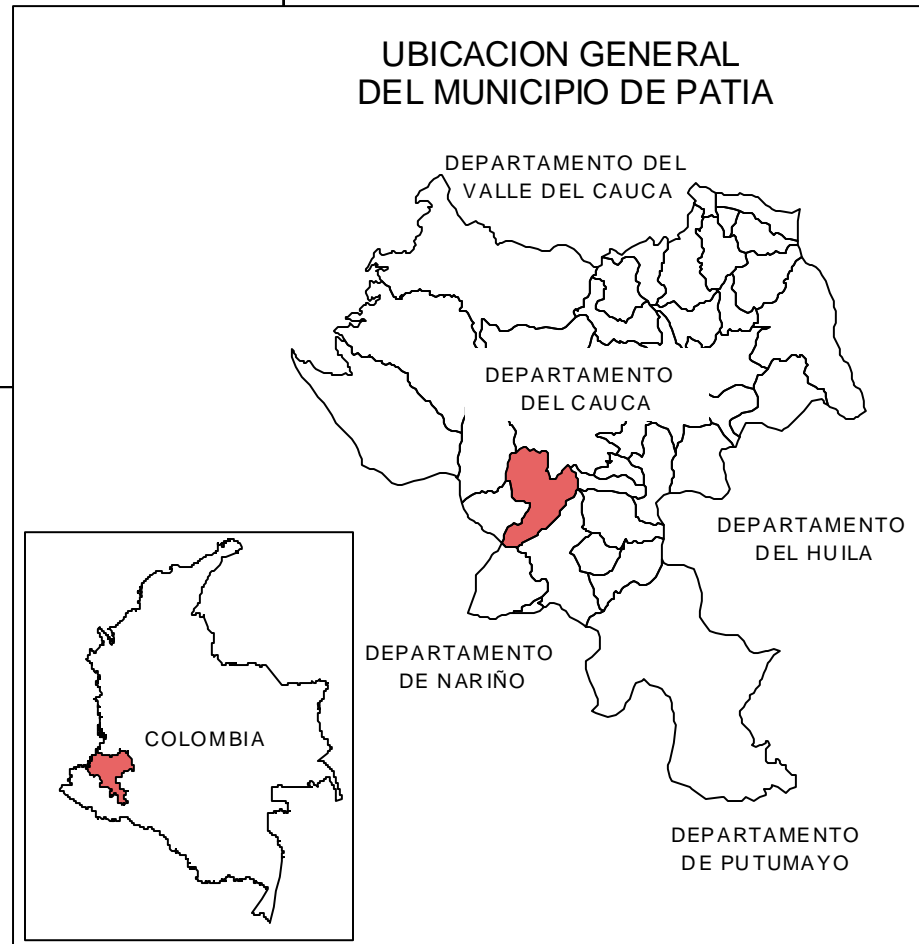 UBICACION GENERAL
DEL MUNICIPIO DE PATIA
DEPARTAMENTO DEL
VALLE DEL CAUCA
DEPARTAMENTO
DEL CAUCA
DEPARTAMENTO
DEL HUILA
DEPARTAMENTO
DE NARIÑO
COLOMBIA
DEPARTAMENTO
DE PUTUMAYO